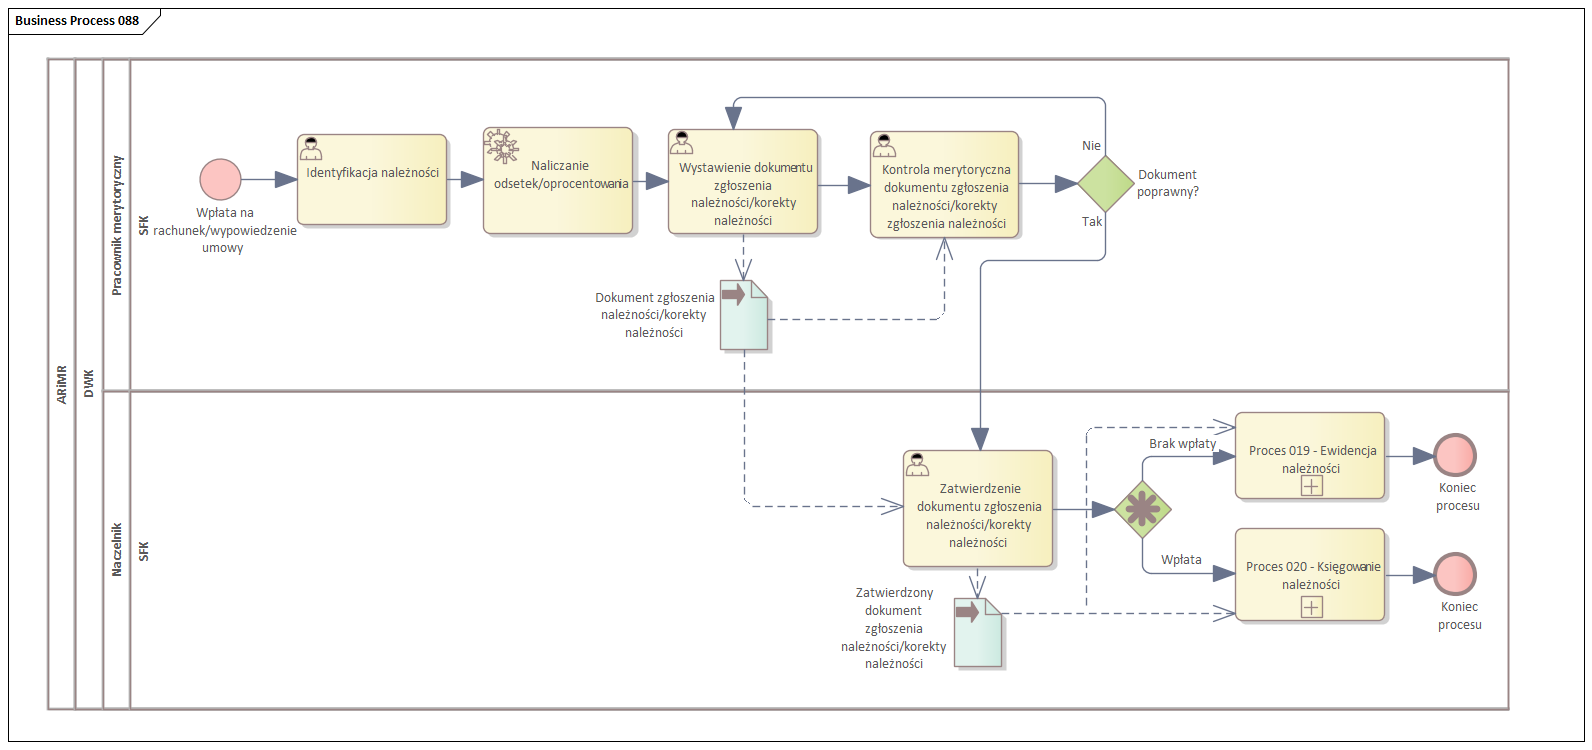 Business Process 088
ARiMR
DWK
Pracownik merytoryczny
SFK
Wpłata na
rachunek/wypowiedzenie
umowy
Identyfikacja należności
Naliczanie
odsetek/oprocentowania
Wystawienie dokumentu
zgłoszenia
należności/korekty
należności
Kontrola merytoryczna
dokumentu zgłoszenia
należności/korekty
zgłoszenia należności
Nie
Dokument
poprawny?
Tak
Dokument zgłoszenia
należności/korekty
należności
Naczelnik
SFK
Zatwierdzenie
dokumentu zgłoszenia
należności/korekty
należności
Brak wpłaty
Wpłata
Proces 019 - Ewidencja
należności
Koniec
procesu
Proces 020 - Księgowanie
należności
Koniec
procesu
Zatwierdzony
dokument
zgłoszenia
należności/korekty
należności